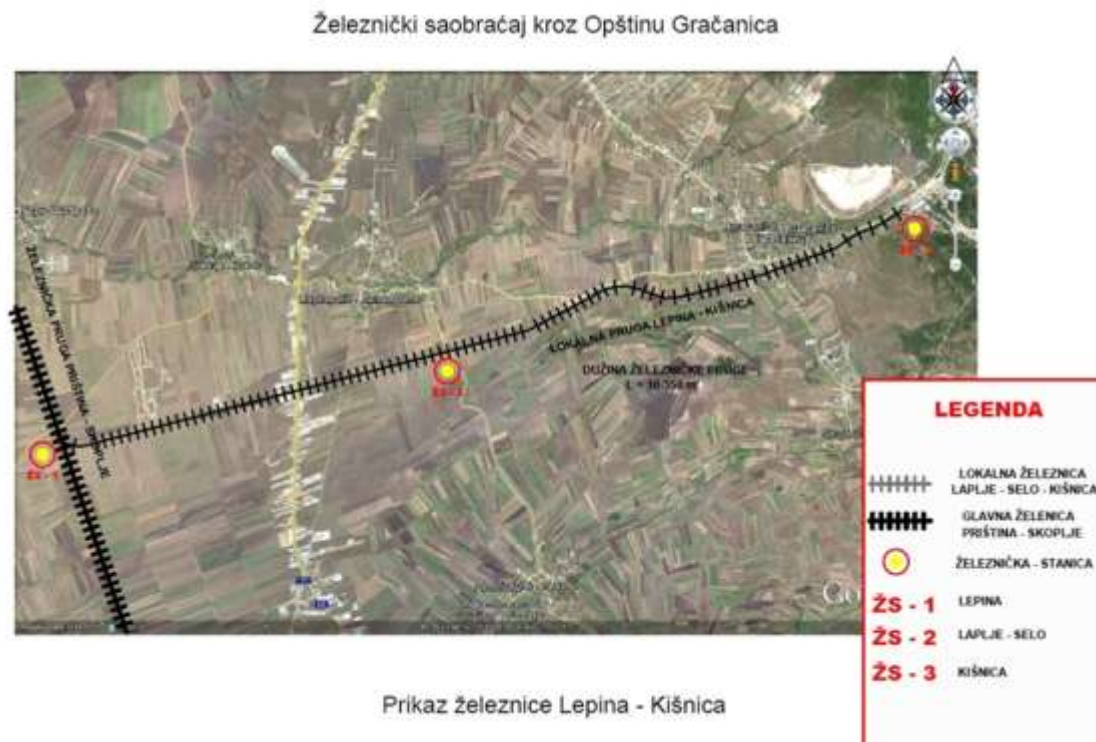 Železnički saobraćaj kroz Opštinu Gračanica
ŽELEZNIČKA PRUGA PRIŠTINA - SKOPLJE
LOKALNA PRUGA LEPINA - KIŠNICA
DUŽINA ŽELEZNIČKE PRUGE
ŽS - 1
LEGENDA
LOKALNA ŽELEZNICA
LAPLJE - SELO - KIŠNICA
GLAVNA ŽELENICA
PRIŠTINA - SKOPLJE
ŽELEZNIČKA - STANICA
ŽS - 1 LEPINA
ŽS - 2 LAPLJE - SELO
ŽS - 3 KIŠNICA
Prikaz železnice Lepina - Kišnica